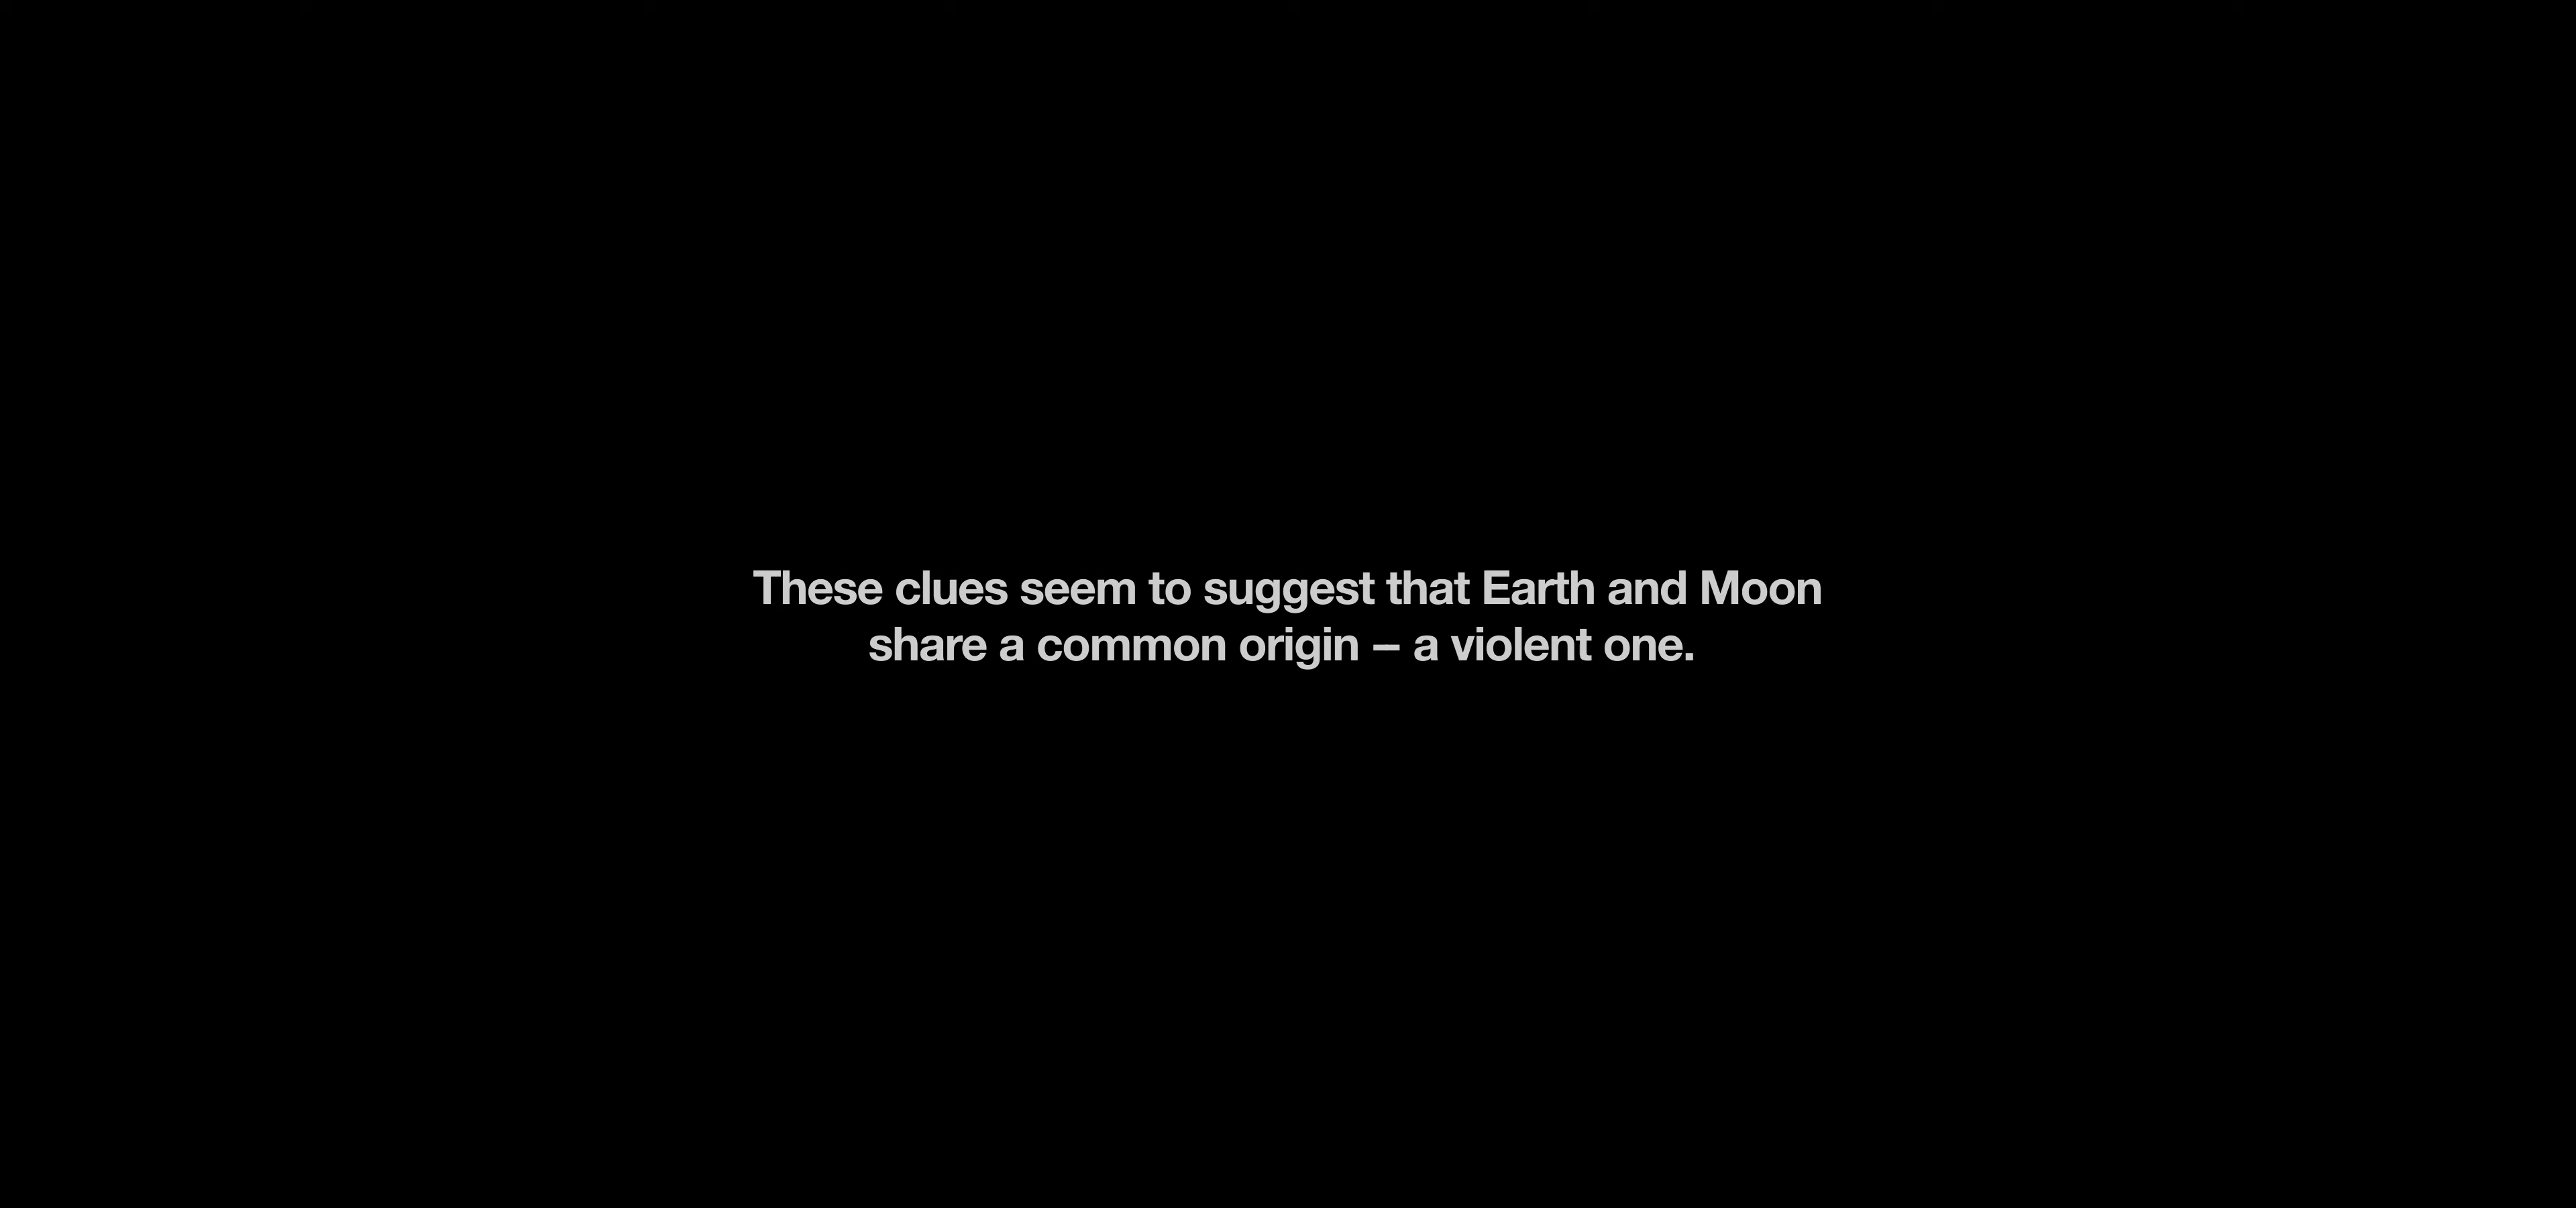 These clues seem to suggest that Earth and Moon
share a common origin – a violent one.